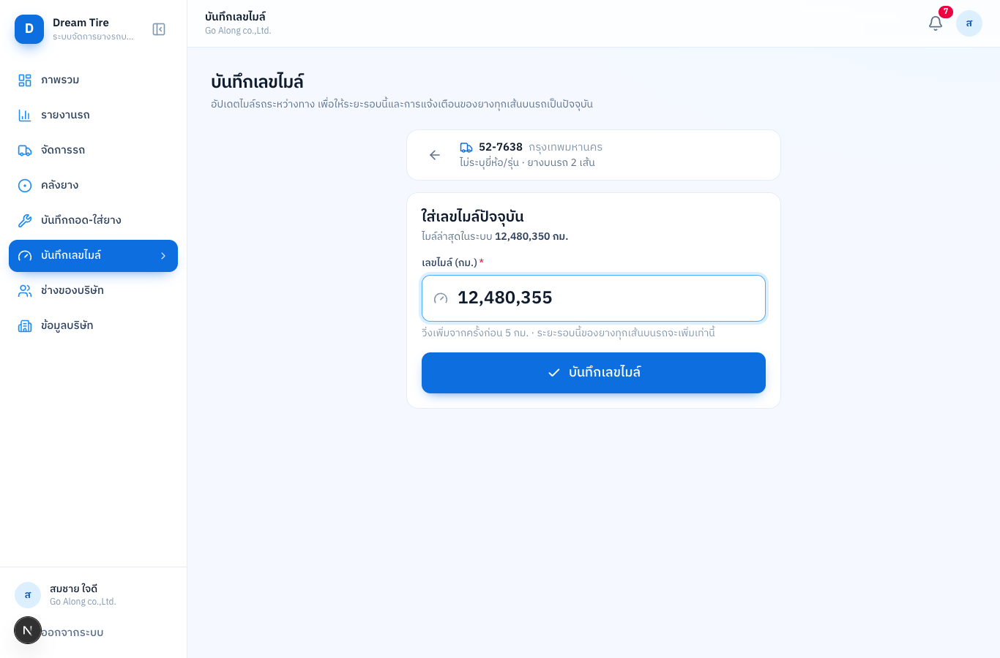 D
Dream Tire
ระบบจัดการยางรถบ...
ภาพรวม
รายงานรถ
จัดการรถ
คลังยาง
บันทึกถอด-ใส่ยาง
บันทึกเลขไมล์
ช่างของบริษัท
ข้อมูลบริษัท
ส
สมชาย ใจดี
Go Along co.,Ltd.
N
ออกจากระบบ
บันทึกเลขไมล์
Go Along co.,Ltd.
7
ส
บันทึกเลขไมล์
อัปเดตไมล์รถระหว่างทาง เพื่อให้ระยะรอบนี้และการแจ้งเตือนของยางทุกเส้นบนรถเป็นปัจจุบัน
52-7638 กรุงเทพมหานคร
ไม่ระบุยี่ห้อ/รุ่น · ยางบนรถ 2 เส้น
ใส่เลขไมล์ปัจจุบัน
ไมล์ล่าสุดในระบบ 12,480,350 กม.
เลขไมล์ (กม.) *
12,480,355
วิ่งเพิ่มจากครั้งก่อน 5 กม. · ระยะรอบนี้ของยางทุกเส้นบนรถจะเพิ่มเท่านี้
บันทึกเลขไมล์